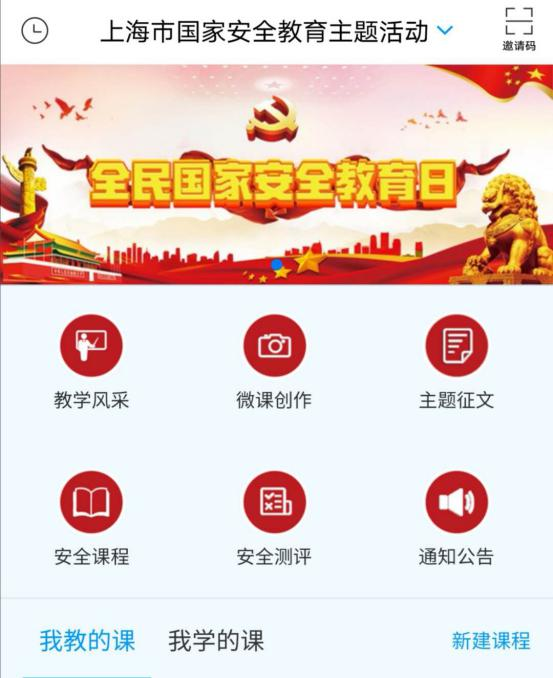 上海市国家安全教育主题活动
邀请码
全民国家安全教育日
教学风采
微课创作
主题征文
安全课程
安全测评
通知公告
我教的课
我学的课
新建课程